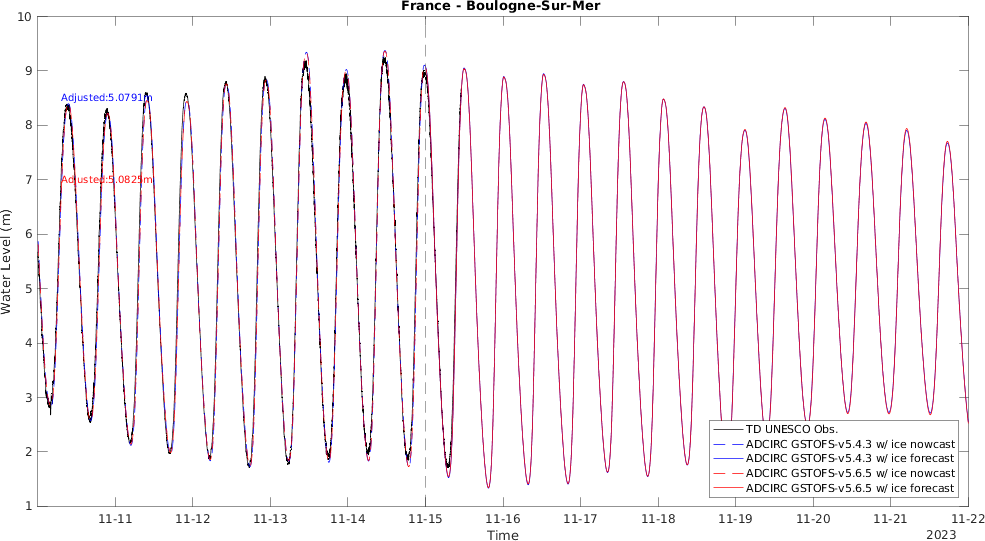 France - Boulogne-Sur-Mer
10
9
8
7
6
5
4
3
2
1
Water Level (m)
Adjusted:5.0791m
Adjusted:5.0825m
TD UNESCO Obs.
ADCIRC GSTOFS-v5.4.3 w/ ice nowcast
ADCIRC GSTOFS-v5.4.3 w/ ice forecast
ADCIRC GSTOFS-v5.6.5 w/ ice nowcast
ADCIRC GSTOFS-v5.6.5 w/ ice forecast
11-11 11-12 11-13 11-14 11-15 11-16 11-17 11-18 11-19 11-20 11-21 11-22
Time
2023